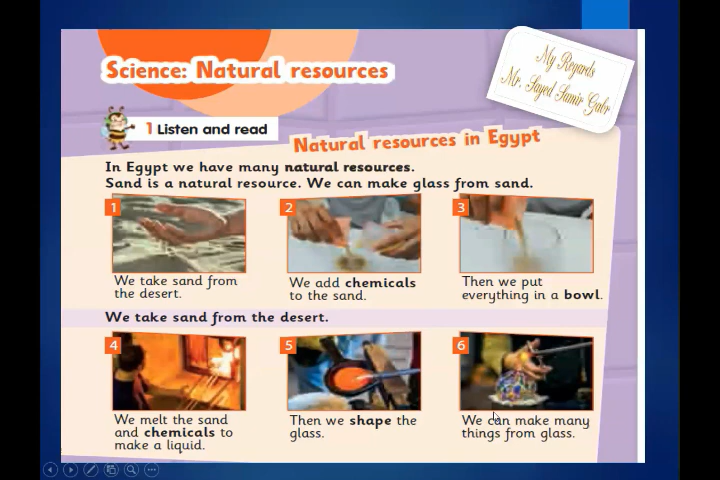 Science: Natural resources
My Regards
Mr. Sayed Samir Gabr
1 Listen and read
Natural resources in Egypt
In Egypt we have many natural resources.
Sand is a natural resource. We can make glass from sand.
1
We take sand from
the desert.
2
We add chemicals
to the sand.
3
Then we put
everything in a bowl.
We take sand from the desert.
4
We melt the sand
and chemicals to
make a liquid.
5
Then we shape the
glass.
6
We can make many
things from glass.